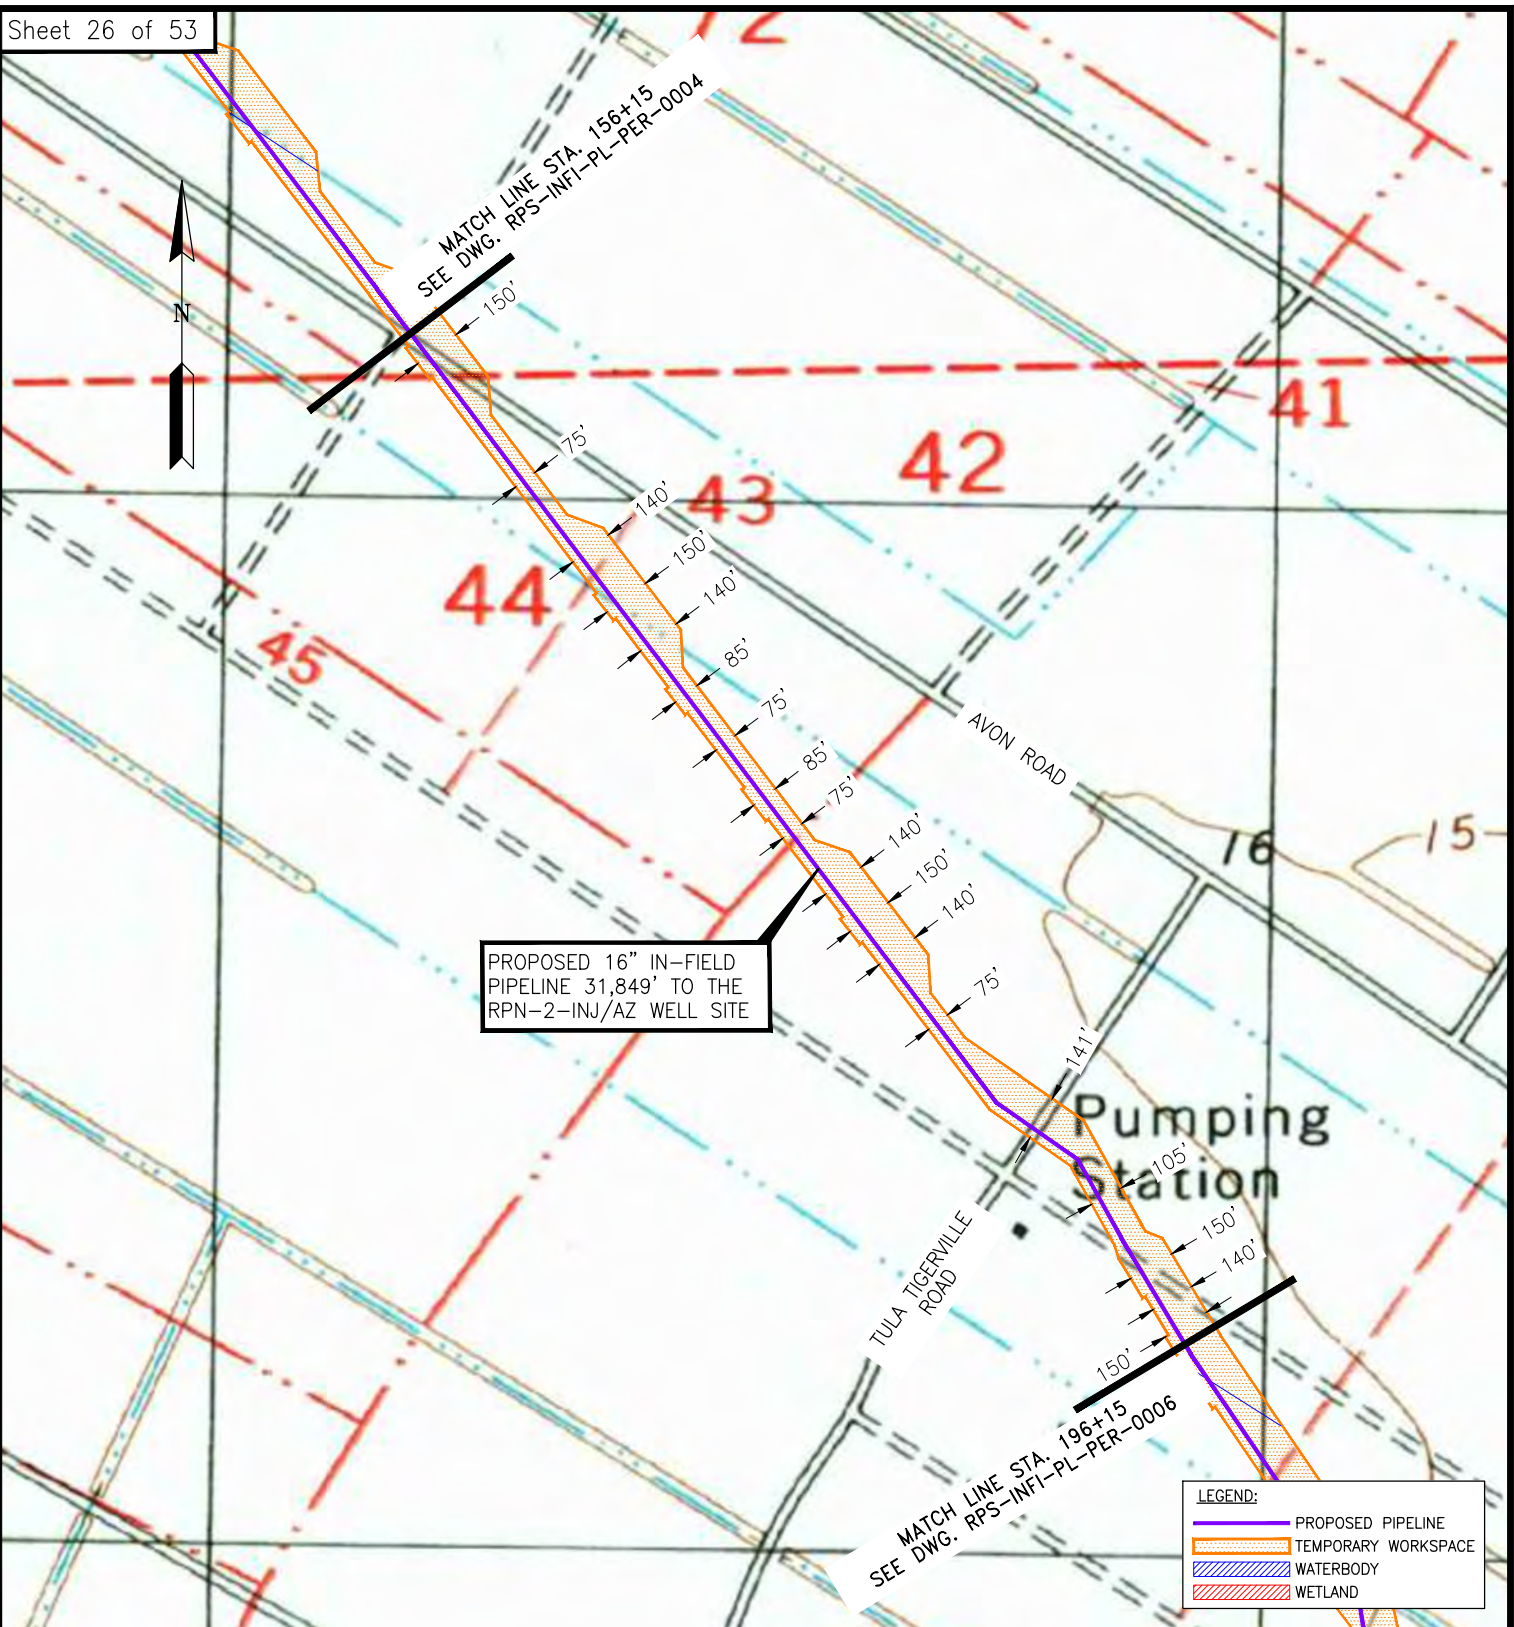 Sheet 26 of 53
12
MATCH LINE STA. 156+15
SEE DWG. RPS-INFI-PL-PER-0004
N
150'
41
42
75'
43
140'
150'
44
140'
45
85'
75'
AVON ROAD
85'
75'
16
15
140'
150'
140'
PROPOSED 16" IN-FIELD
PIPELINE 31,849' TO THE
RPN-2-INJ/AZ WELL SITE
75'
141'
Pumping
Station
105'
TULA TIGERVILLE
ROAD
150'
140'
150'
MATCH LINE STA. 196+15
SEE DWG. RPS-INFI-PL-PER-0006
LEGEND:
PROPOSED PIPELINE
TEMPORARY WORKSPACE
WATERBODY
WETLAND